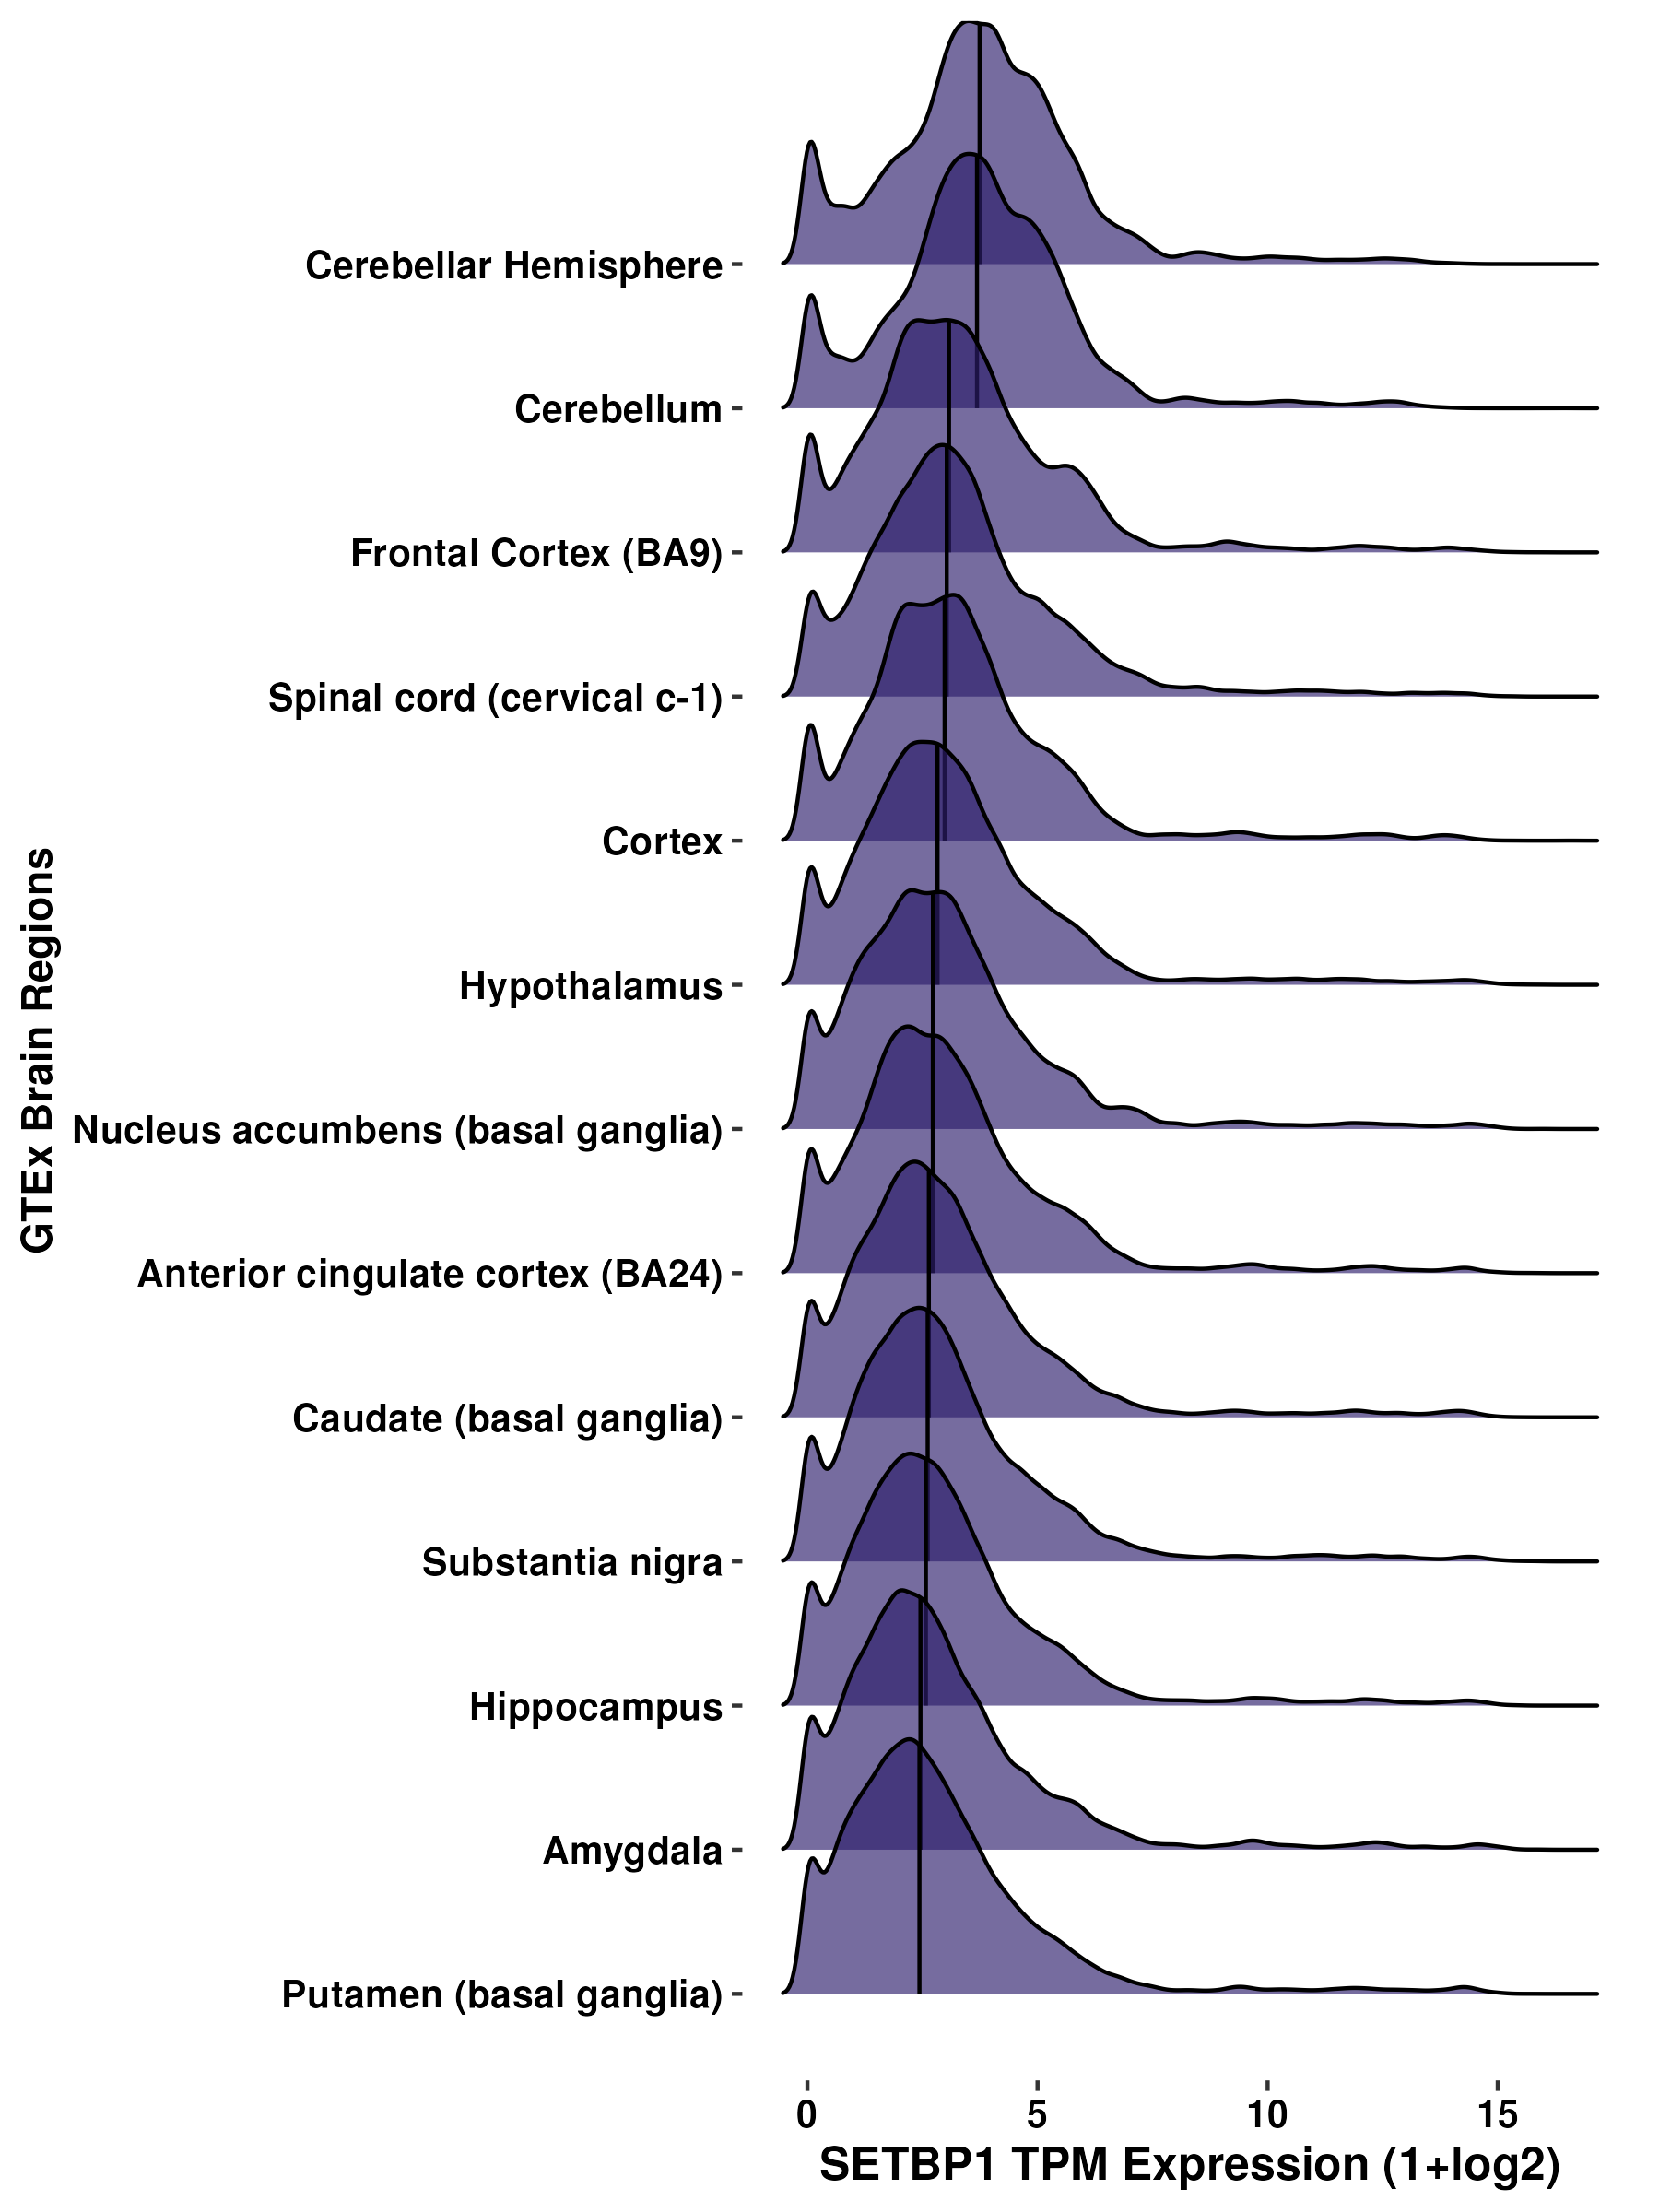 Cerebellar Hemisphere
Cerebellum
Frontal Cortex (BA9)
Spinal cord (cervical c-1)
Cortex
Hypothalamus
Nucleus accumbens (basal ganglia)
Anterior cingulate cortex (BA24)
Caudate (basal ganglia)
Substantia nigra
Hippocampus
Amygdala
Putamen (basal ganglia)
GTEx Brain Regions
0 5 10 15
SETBP1 TPM Expression (1+log2)